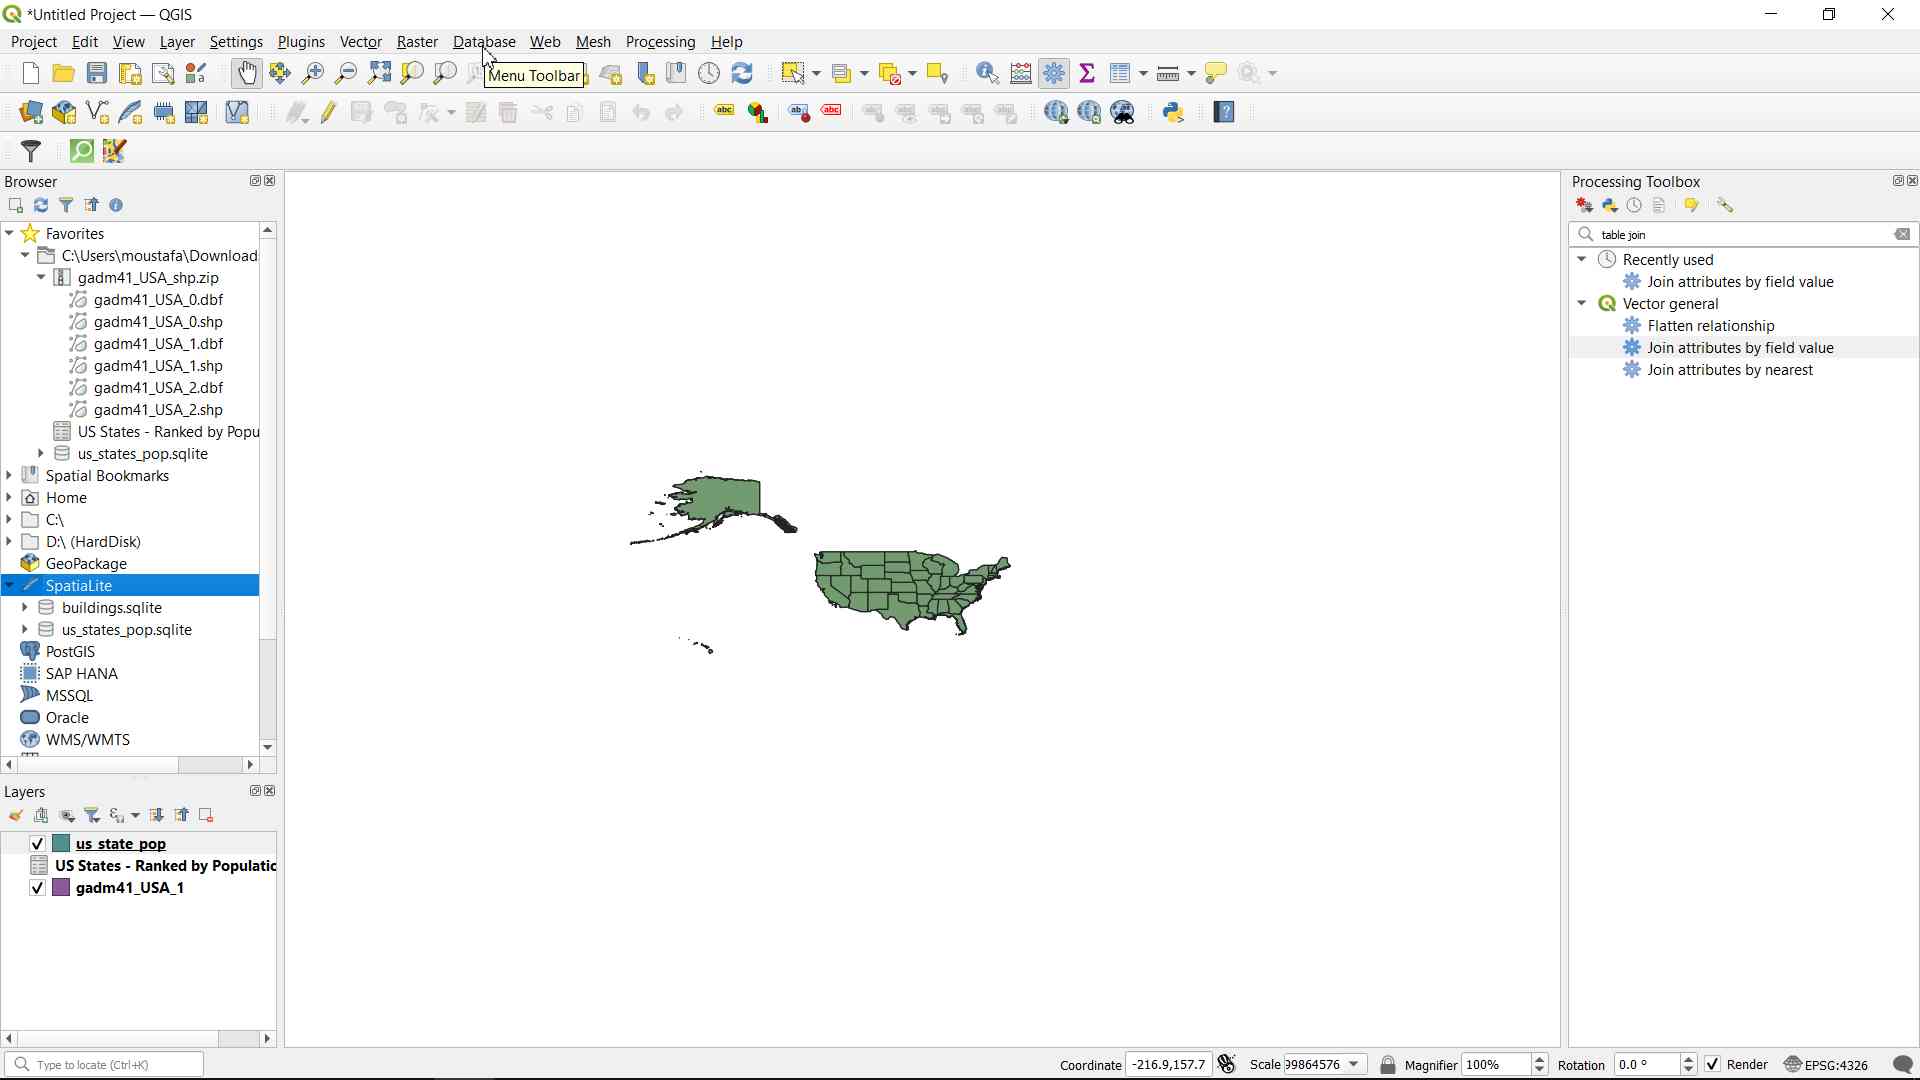 *Untitled Project — QGIS
Project Edit View Layer Settings Plugins Vector Raster Database Web Mesh Processing Help
Menu Toolbar
abc abc abc
Browser
Favorites
C:\Users\moustafa\Download
gadm41_USA_shp.zip
gadm41_USA_0.dbf
gadm41_USA_0.shp
gadm41_USA_1.dbf
gadm41_USA_1.shp
gadm41_USA_2.dbf
gadm41_USA_2.shp
US States - Ranked by Popu
us_states_pop.sqlite
Spatial Bookmarks
Home
C:\
D:\ (HardDisk)
GeoPackage
SpatiaLite
buildings.sqlite
us_states_pop.sqlite
PostGIS
SAP HANA
MSSQL
Oracle
WMS/WMTS
Layers
us_state_pop
US States - Ranked by Populatic
gadm41_USA_1
Processing Toolbox
table join
Recently used
Join attributes by field value
Vector general
Flatten relationship
Join attributes by field value
Join attributes by nearest
Type to locate (Ctrl+K)
Coordinate -216.9,157.7 Scale 99864576 Magnifier 100% Rotation 0.0 ° Render EPSG:4326